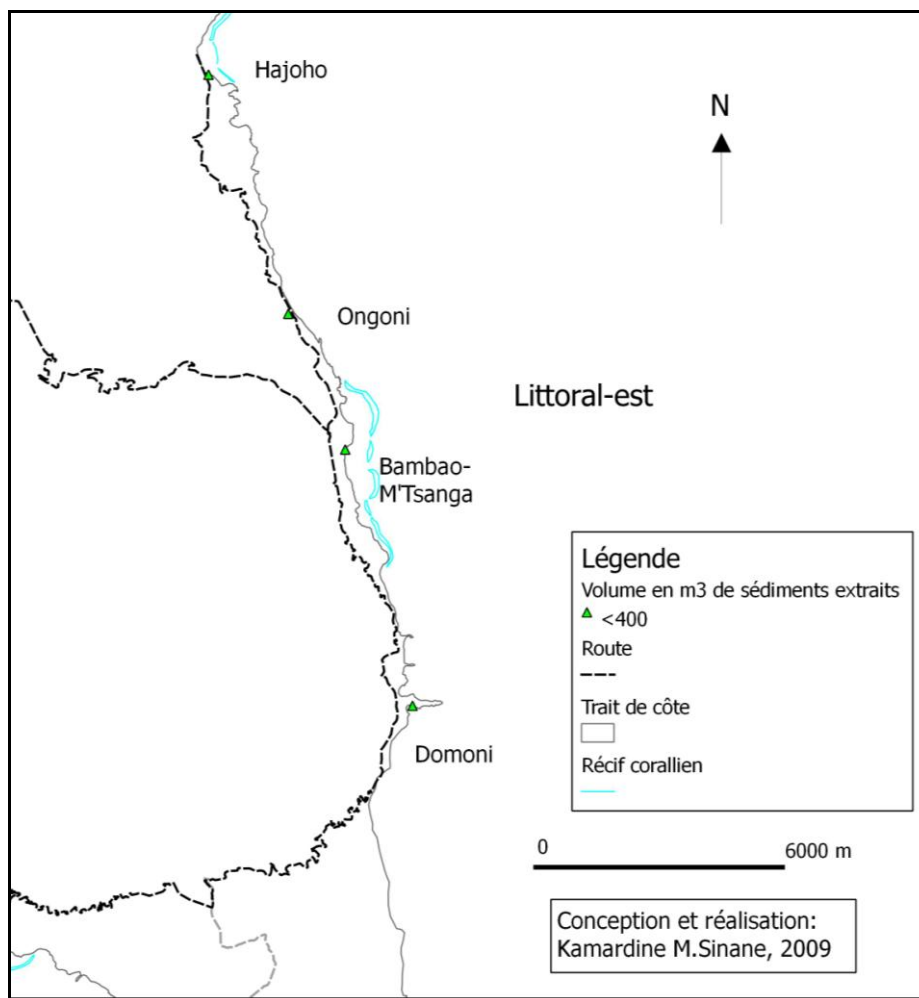 Hajoho
N
Ongoni
Littoral-est
Bambao-
M'Tsanga
Domoni
Légende
Volume en m3 de sédiments extraits
<400
Route
Trait de côte
Récif corallien
0 6000 m
Conception et réalisation:
Kamardine M.Sinane, 2009